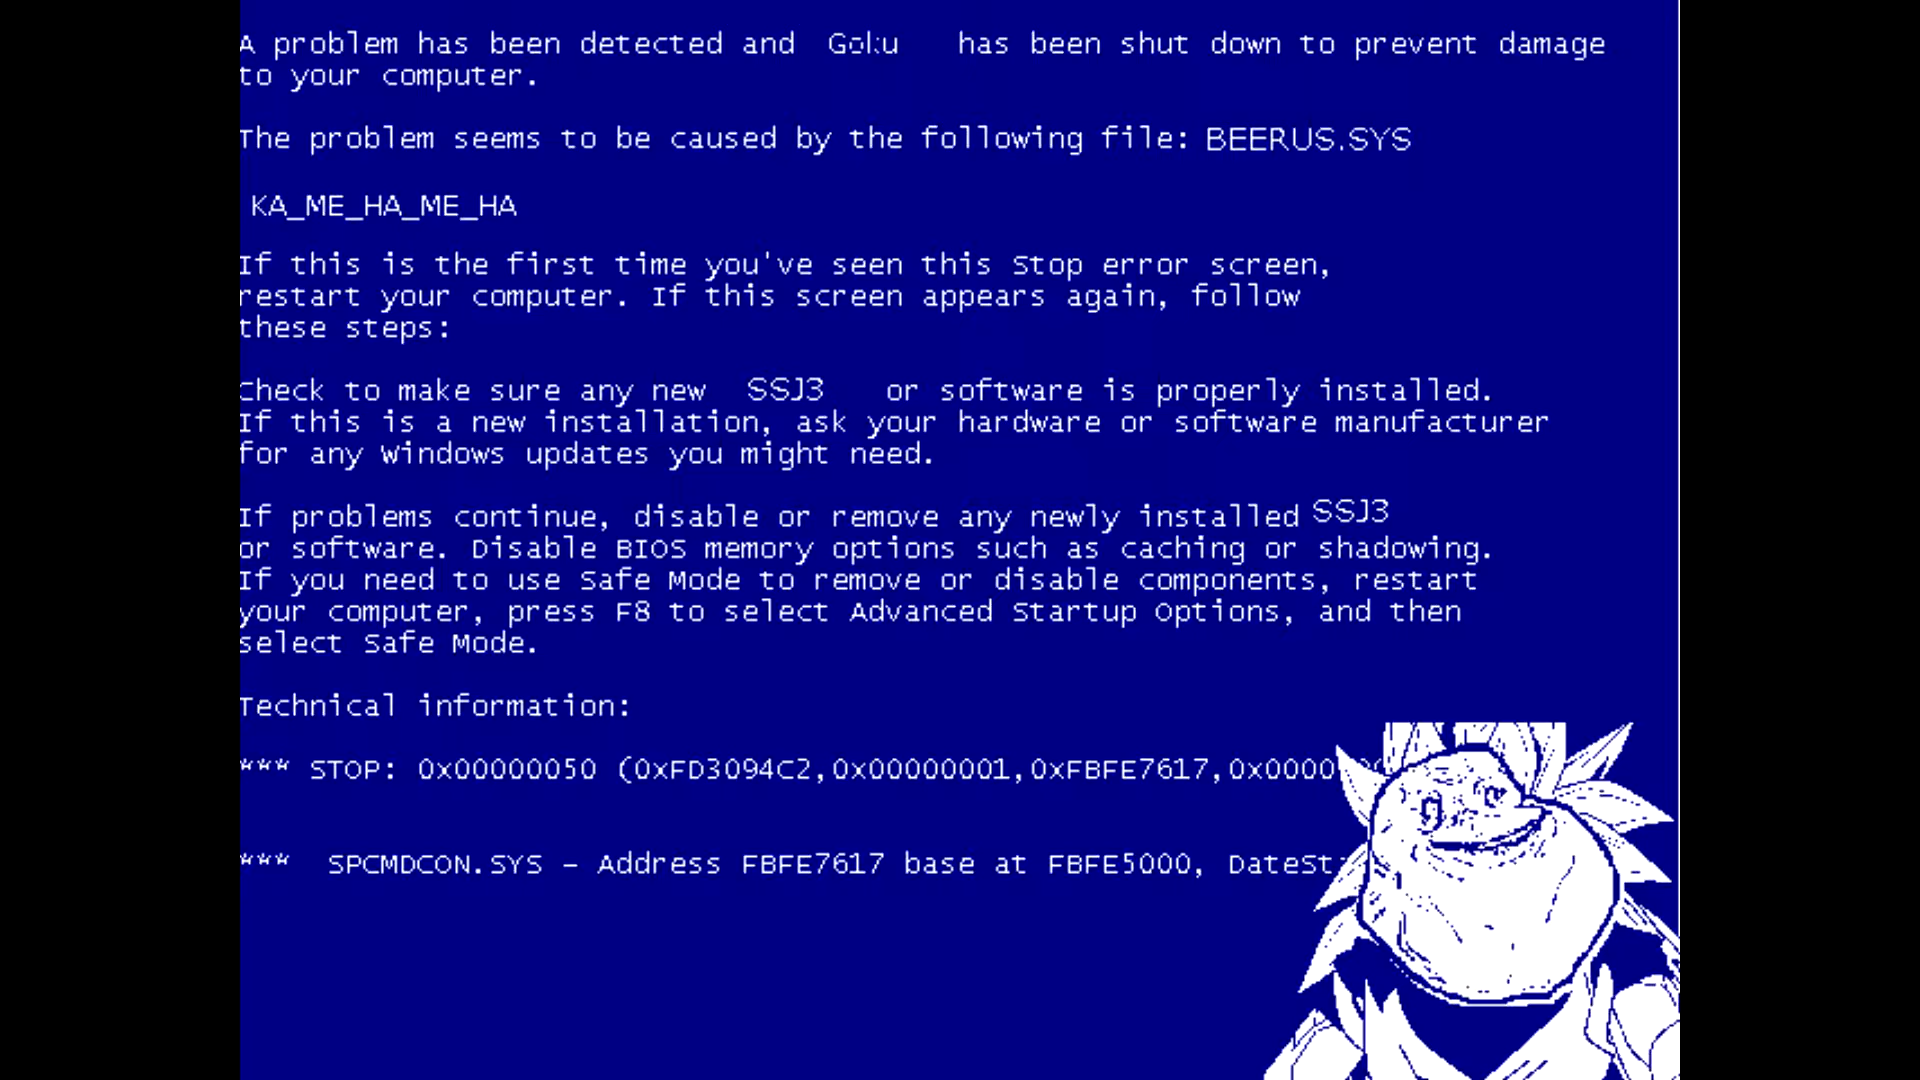 A problem has been detected and Goku has been shut down to prevent damage
to your computer.
The problem seems to be caused by the following file: BEERUS.SYS
KA_ME_HA_ME_HA
If this is the first time you've seen this Stop error screen,
restart your computer. If this screen appears again, follow
these steps:
Check to make sure any new SSJ3 or software is properly installed.
If this is a new installation, ask your hardware or software manufacturer
for any Windows updates you might need.
If problems continue, disable or remove any newly installed SSJ3
or software. Disable BIOS memory options such as caching or shadowing.
If you need to use Safe Mode to remove or disable components, restart
your computer, press F8 to select Advanced Startup Options, and then
select Safe Mode.
Technical information:
*** STOP: 0x00000050 (0xFD3094C2,0x00000001,0xFBFE7617,0x0000
*** SPCMDCON.SYS - Address FBFE7617 base at FBFE5000, DateSt